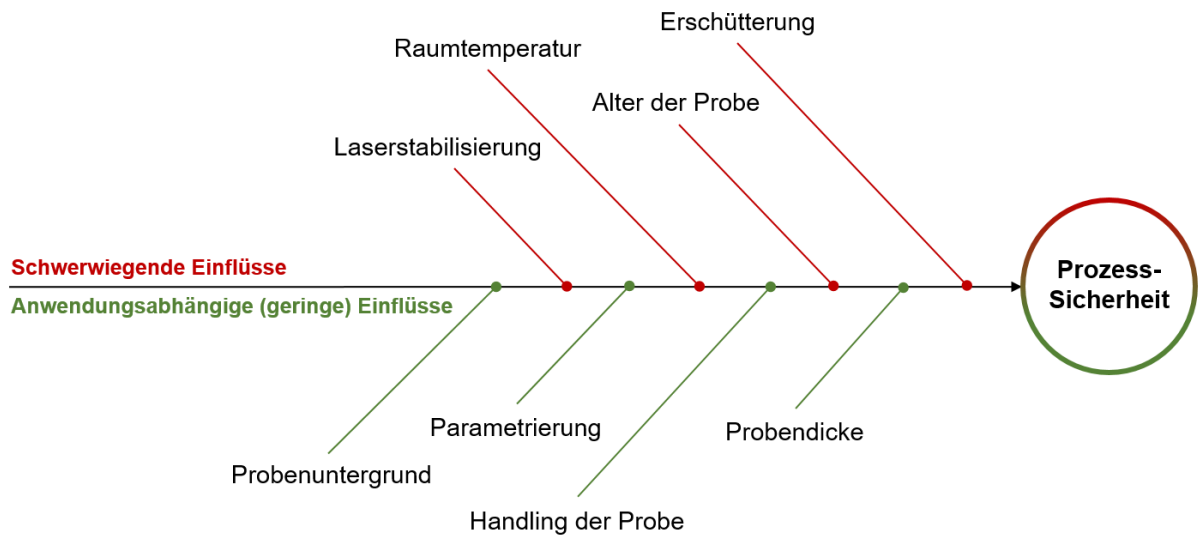 Erschütterung
Raumtemperatur
Alter der Probe
Laserstabilisierung
Schwerwiegende Einflüsse
Anwendungsabhängige (geringe) Einflüsse
Prozess-
Sicherheit
Parametrierung
Probendicke
Probenuntergrund
Handling der Probe